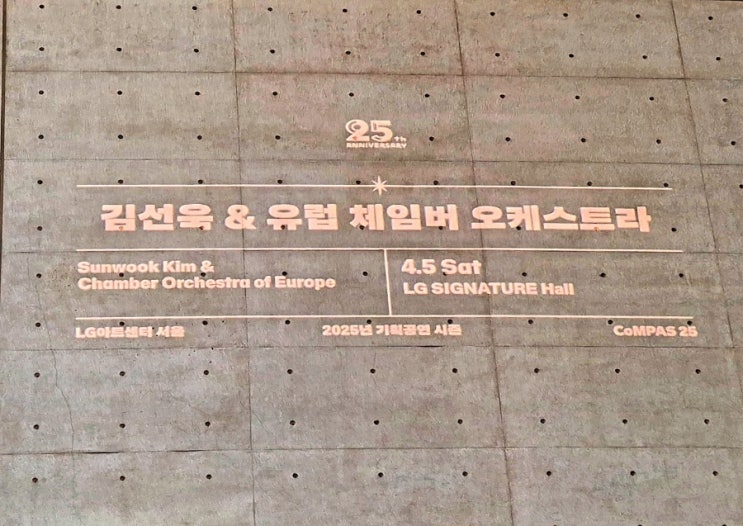 25th
ANNIVERSARY
김선욱 & 유럽 체임버 오케스트라
Sunwook Kim &
Chamber Orchestra of Europe
4.5 Sat
LG SIGNATURE Hall
LG아트센터 서울 2025년 기획공연 시즌 CoMPAS 25